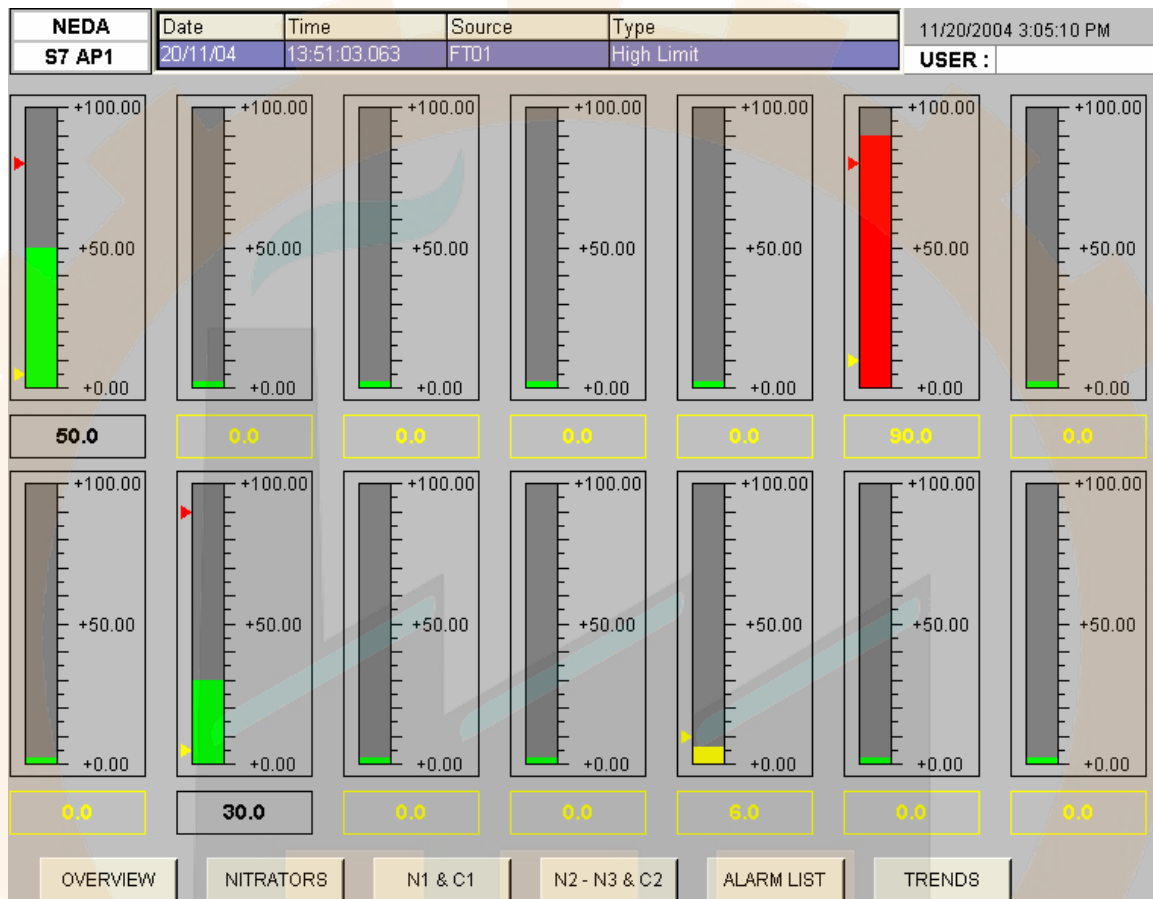 NEDA Date Time Source Type 11/20/2004 3:05:10 PM
S7 AP1 20/11/04 13:51:03.063 FT01 High Limit USER :
+100.00 +100.00 +100.00 +100.00 +100.00 +100.00 +100.00
+50.00 +50.00 +50.00 +50.00 +50.00 +50.00 +50.00
+0.00 +0.00 +0.00 +0.00 +0.00 +0.00 +0.00
50.0 0.0 0.0 0.0 0.0 90.0 0.0
+100.00 +100.00 +100.00 +100.00 +100.00 +100.00 +100.00
+50.00 +50.00 +50.00 +50.00 +50.00 +50.00 +50.00
+0.00 +0.00 +0.00 +0.00 +0.00 +0.00 +0.00
0.0 30.0 0.0 0.0 6.0 0.0 0.0
OVERVIEW NITRATORS N1 & C1 N2 - N3 & C2 ALARM LIST TRENDS